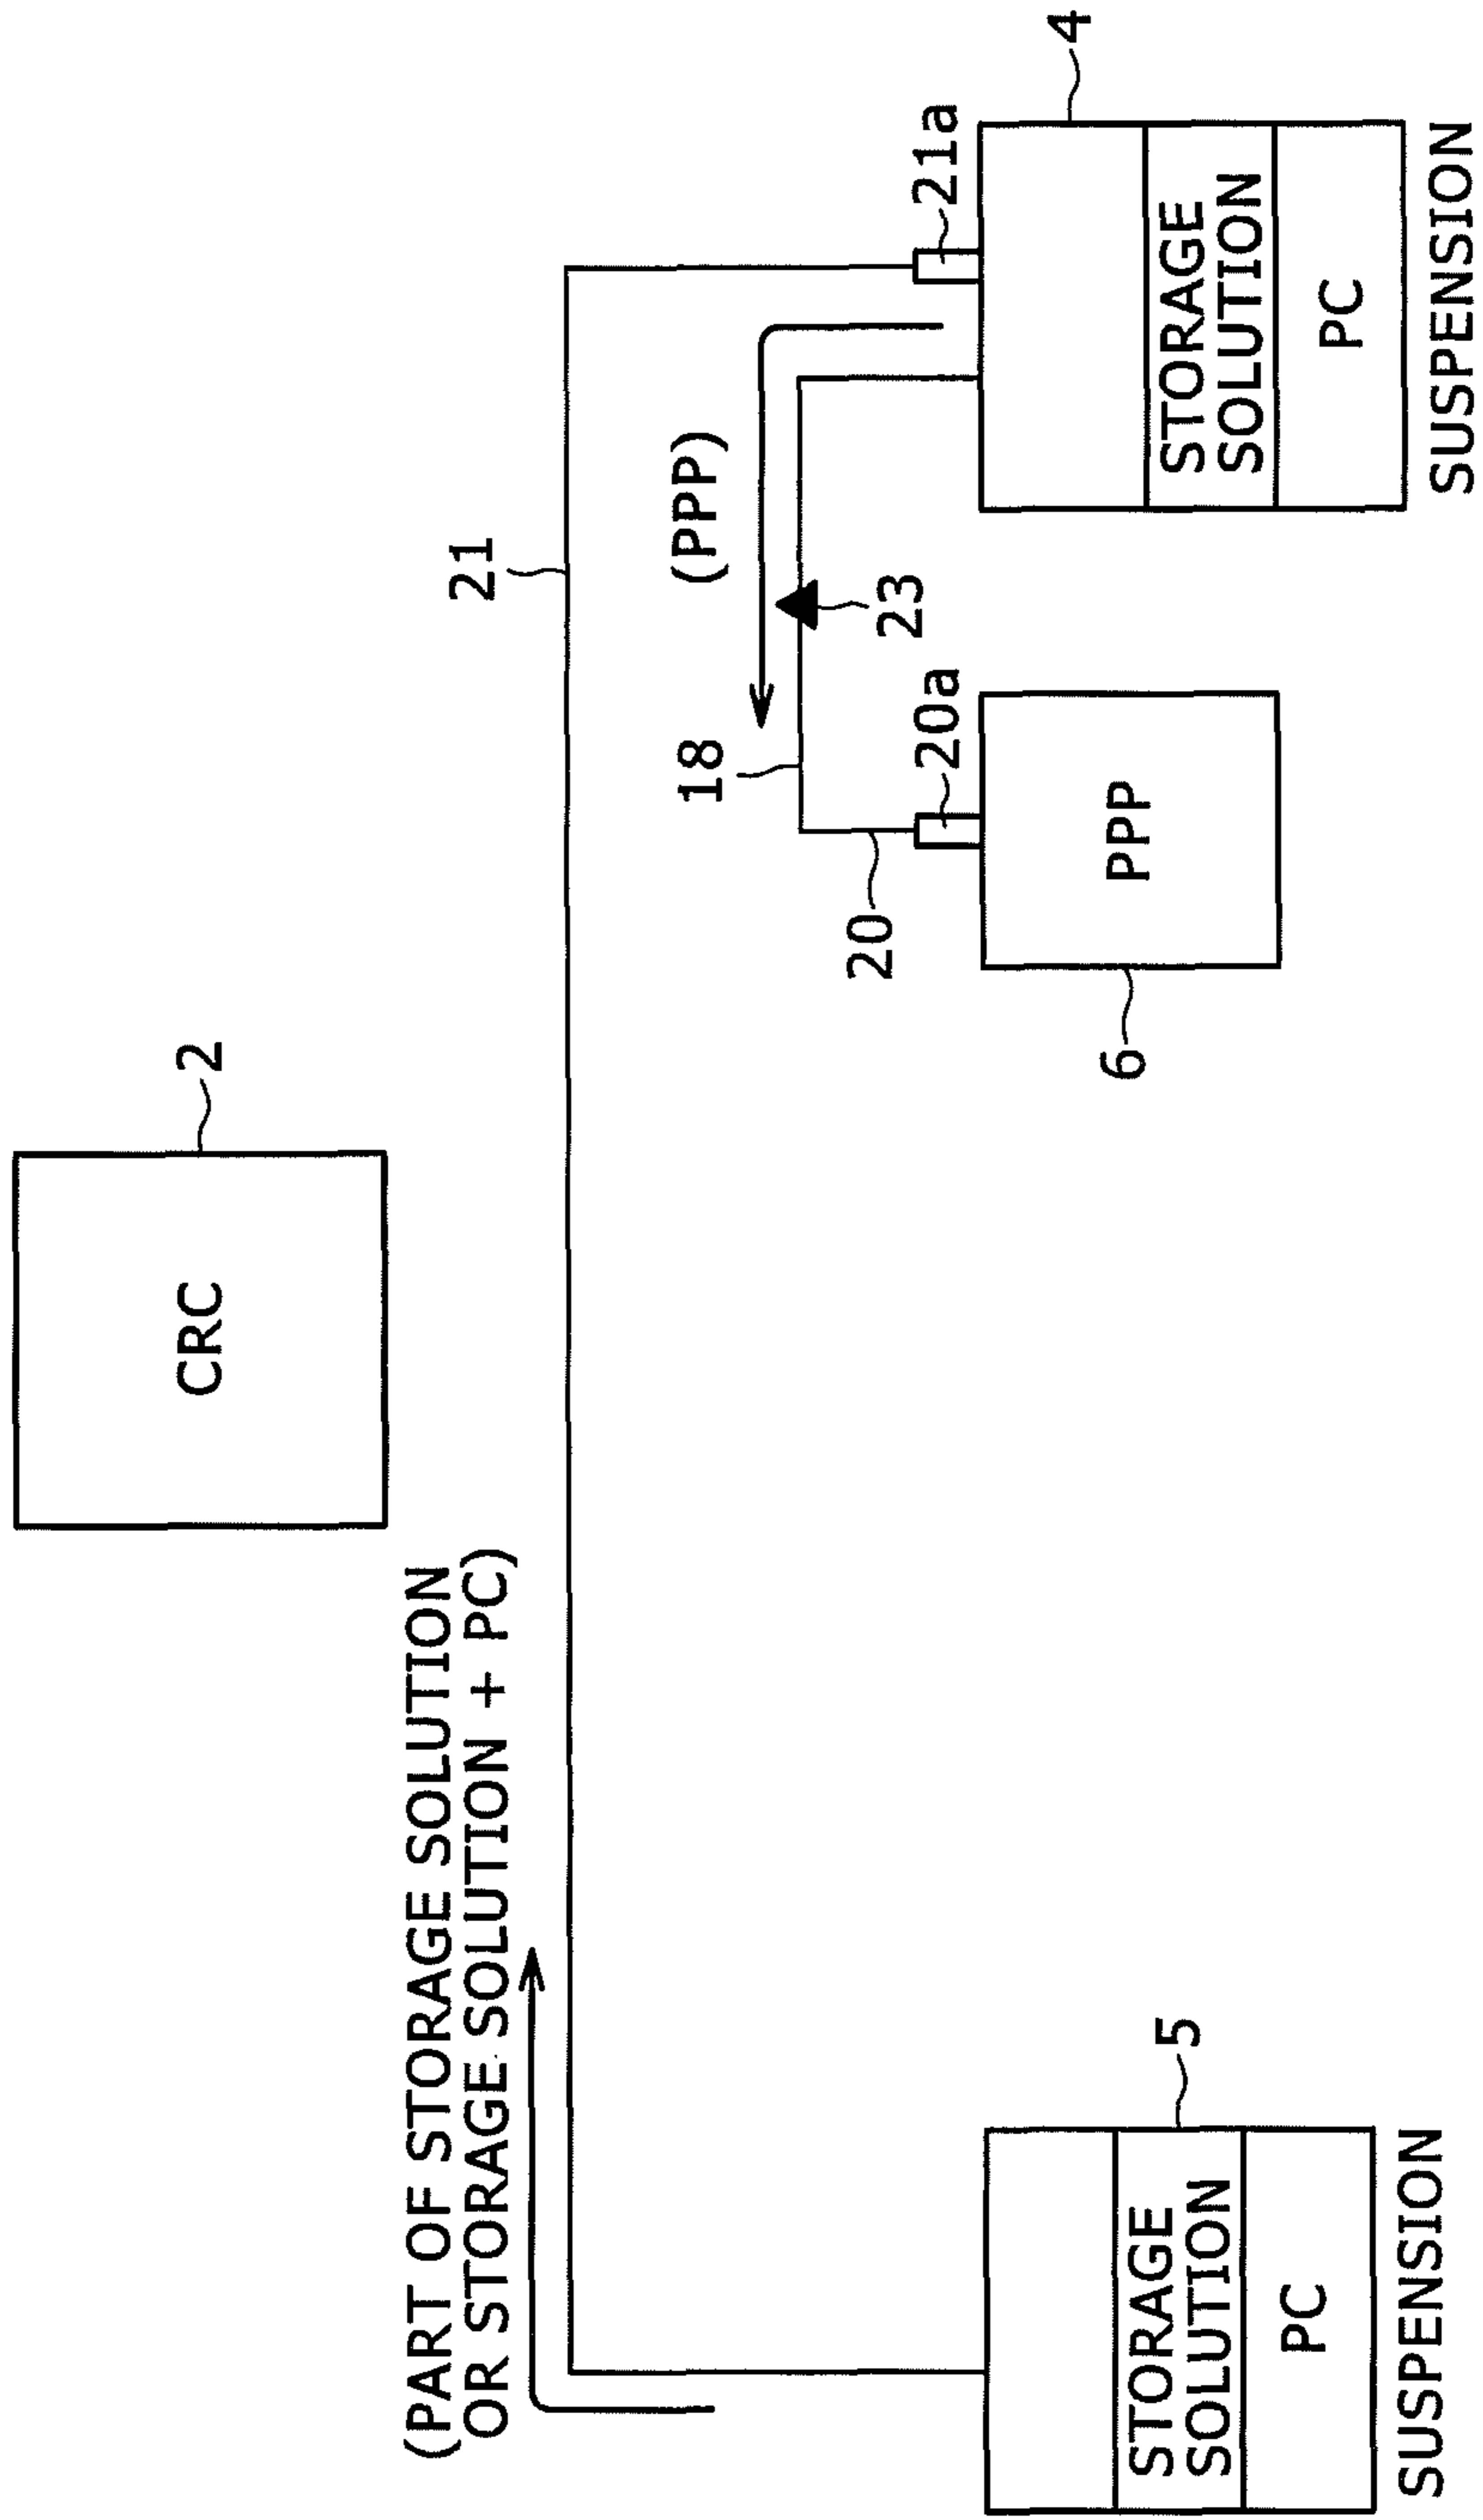 CRC
2
(PART OF STORAGE SOLUTION
OR STORAGE SOLUTION + PC)
21
(PPP)
18
23
20
20a
21a
5
STORAGE
SOLUTION
PC
SUSPENSION
6
PPP
4
STORAGE
SOLUTION
PC
SUSPENSION